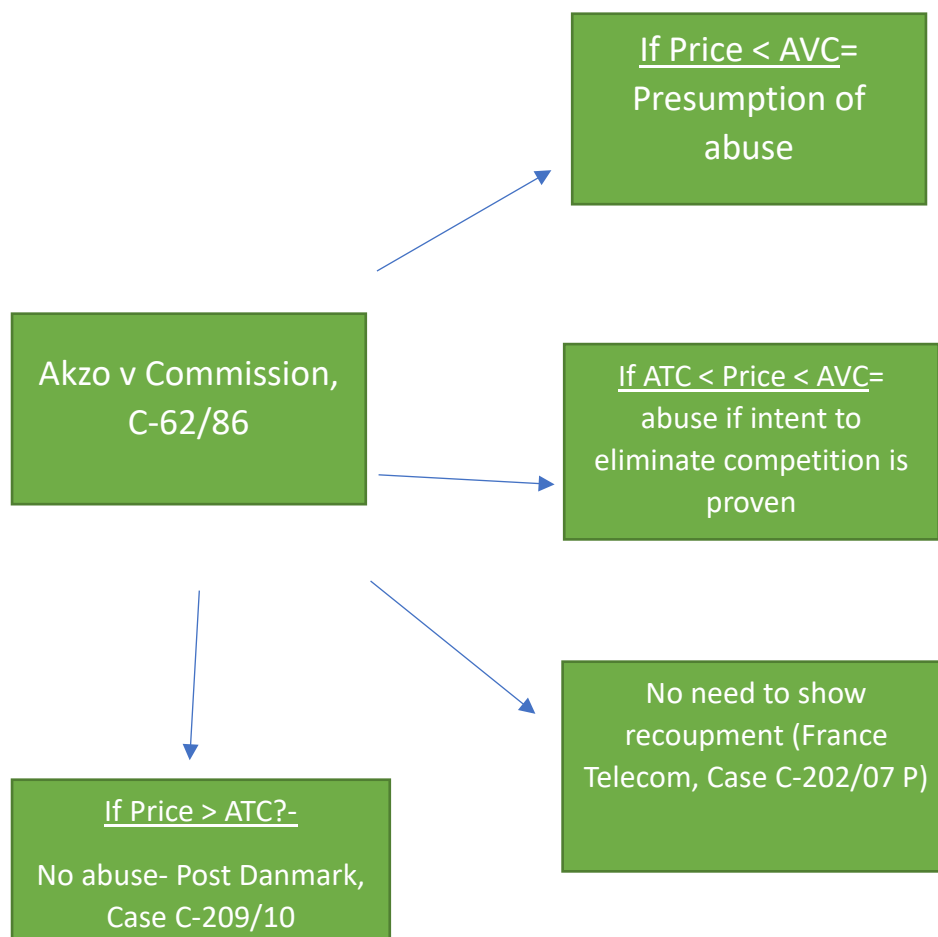 If Price < AVC=
Presumption of
abuse
Akzo v Commission,
C-62/86
If ATC < Price < AVC=
abuse if intent to
eliminate competition is
proven
No need to show
recoupment (France
Telecom, Case C-202/07 P)
If Price > ATC?-
No abuse- Post Danmark,
Case C-209/10